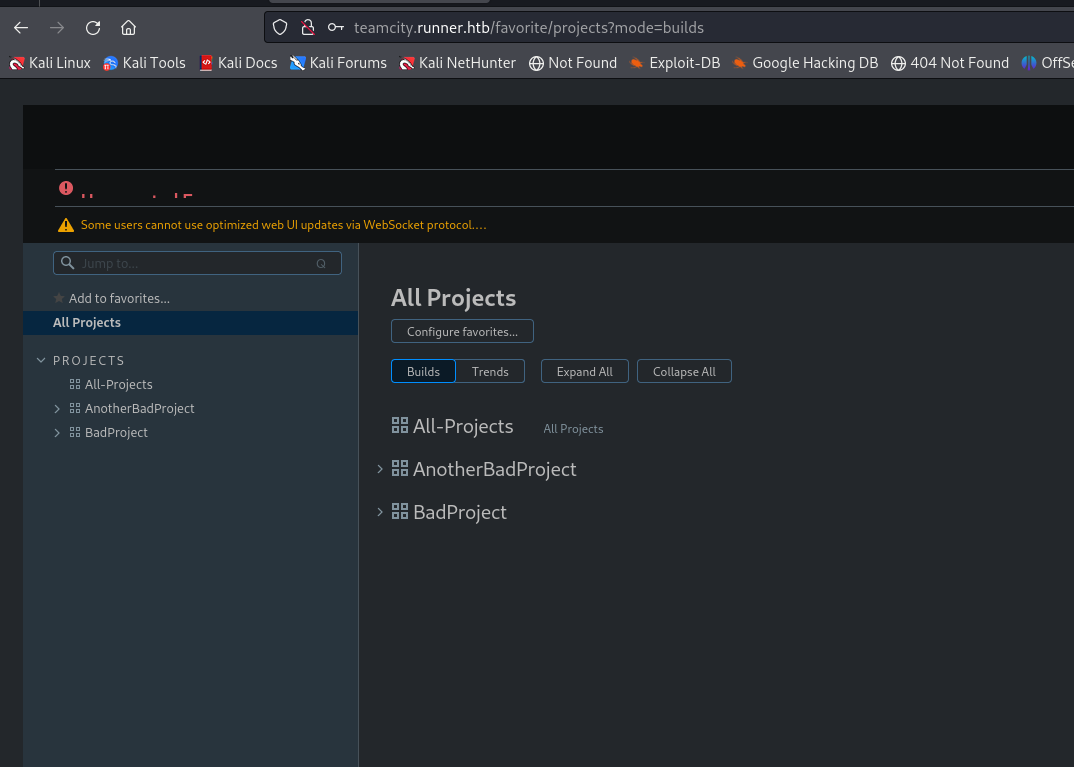 teamcity.runner.htb/favorite/projects?mode=builds
Kali Linux Kali Tools Kali Docs Kali Forums Kali NetHunter Not Found Exploit-DB Google Hacking DB 404 Not Found OffSe
Some users cannot use optimized web UI updates via WebSocket protocol....
Jump to... Q
Add to favorites...
All Projects
PROJECTS
All-Projects
AnotherBadProject
BadProject
All Projects
Configure favorites...
Builds Trends Expand All Collapse All
All-Projects All Projects
AnotherBadProject
BadProject